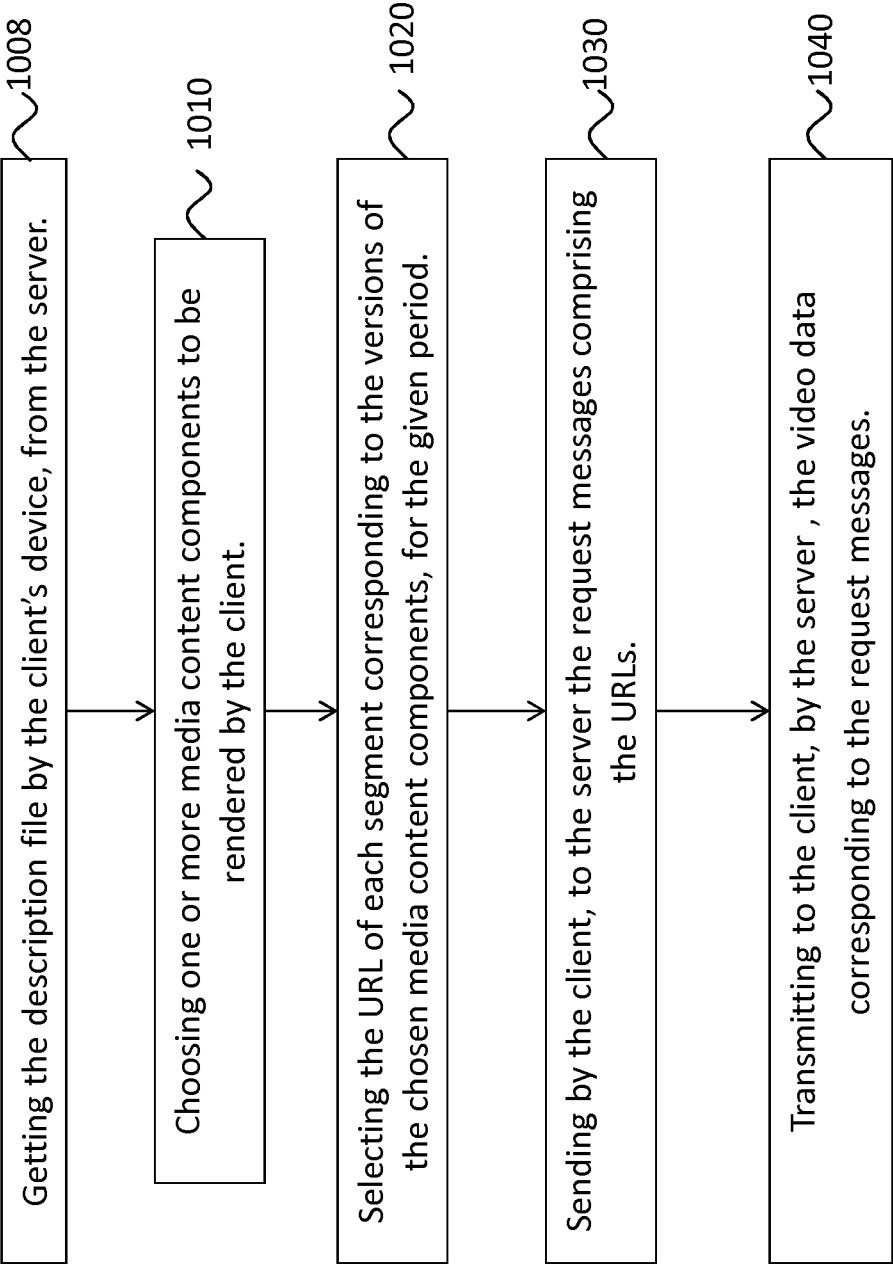 Getting the description file by the client’s device, from the server.
1008
Choosing one or more media content components to be
rendered by the client.
1010
Selecting the URL of each segment corresponding to the versions of
the chosen media content components, for the given period.
1020
Sending by the client, to the server the request messages comprising
the URLs.
1030
Transmitting to the client, by the server , the video data
corresponding to the request messages.
1040